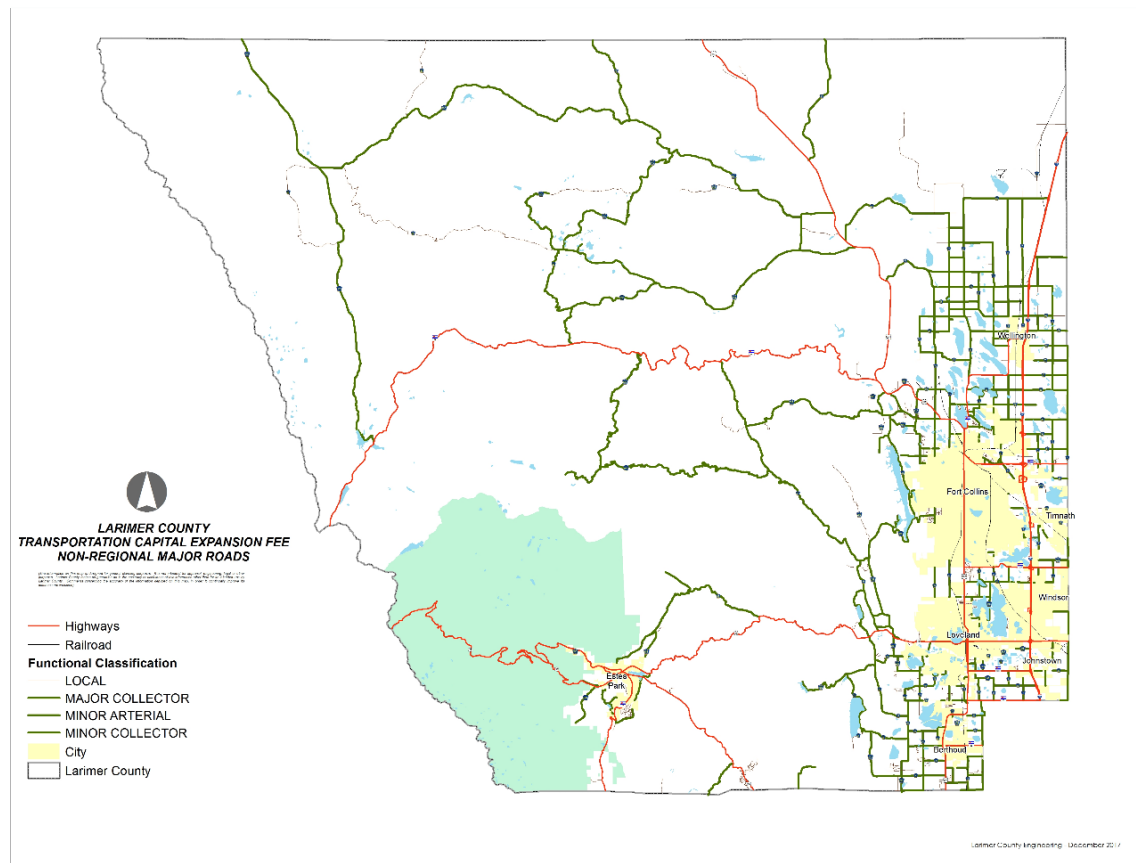 Wellington
Fort Collins
Timnath
Windsor
Loveland
Johnstown
Estes
Park
Berthoud
LARIMER COUNTY
TRANSPORTATION CAPITAL EXPANSION FEE
NON-REGIONAL MAJOR ROADS
Highways
Railroad
Functional Classification
LOCAL
MAJOR COLLECTOR
MINOR ARTERIAL
MINOR COLLECTOR
City
Larimer County
Larimer County Engineering - December 2017